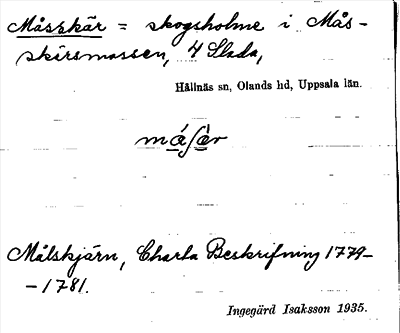 Måsskär = skogsholme i Mås-
skärsmossen, 4 Slada,
Hållnäs sn, Olands hd, Uppsala län.
Målskjärn, Charta Beskrifning 1779-
-1781.
Ingegärd Isaksson 1935.